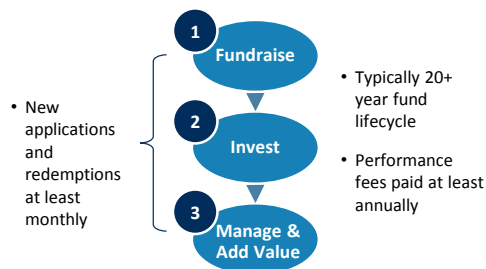 1
Fundraise
• New
applications
and
redemptions
at least
monthly
2
Invest
3
Manage &
Add Value
• Typically 20+
year fund
lifecycle
• Performance
fees paid at least
annually